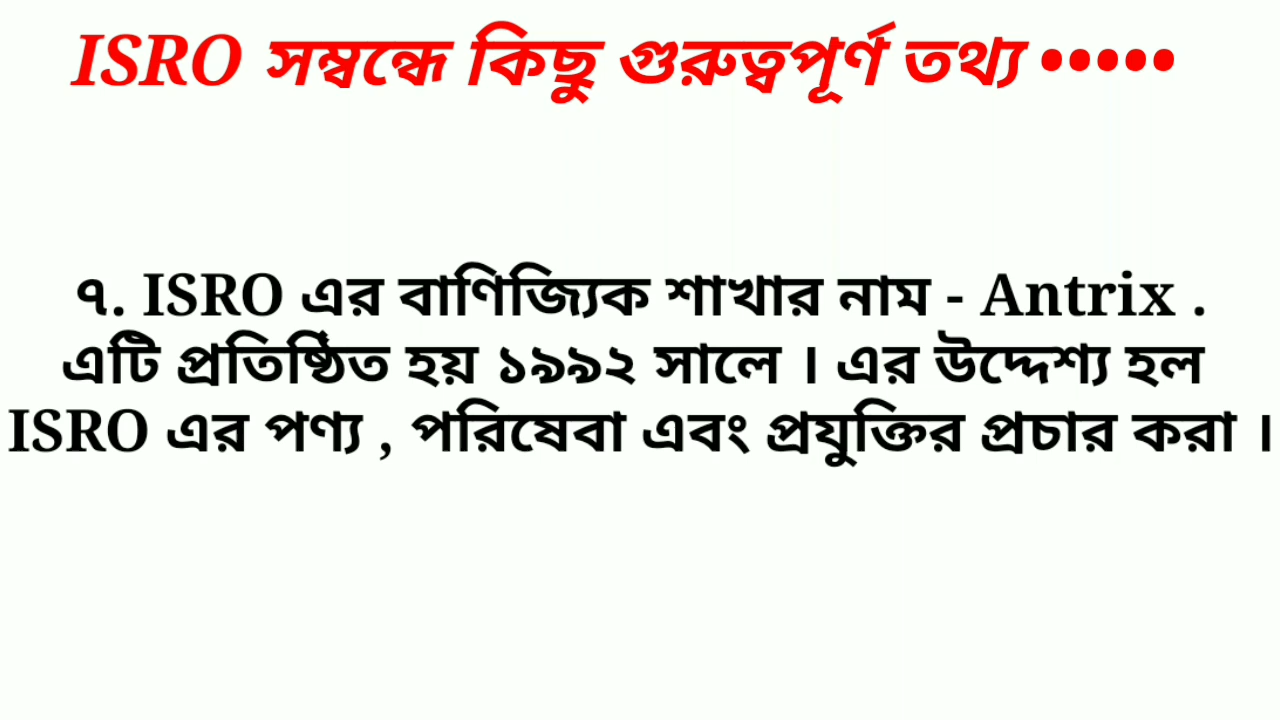 ISRO সম্বন্ধে কিছু গুরুত্বপূর্ণ তথ্য •••••
৭. ISRO এর বাণিজ্যিক শাখার নাম - Antrix .
এটি প্রতিষ্ঠিত হয় ১৯৯২ সালে । এর উদ্দেশ্য হল
ISRO এর পণ্য , পরিষেবা এবং প্রযুক্তির প্রচার করা ।